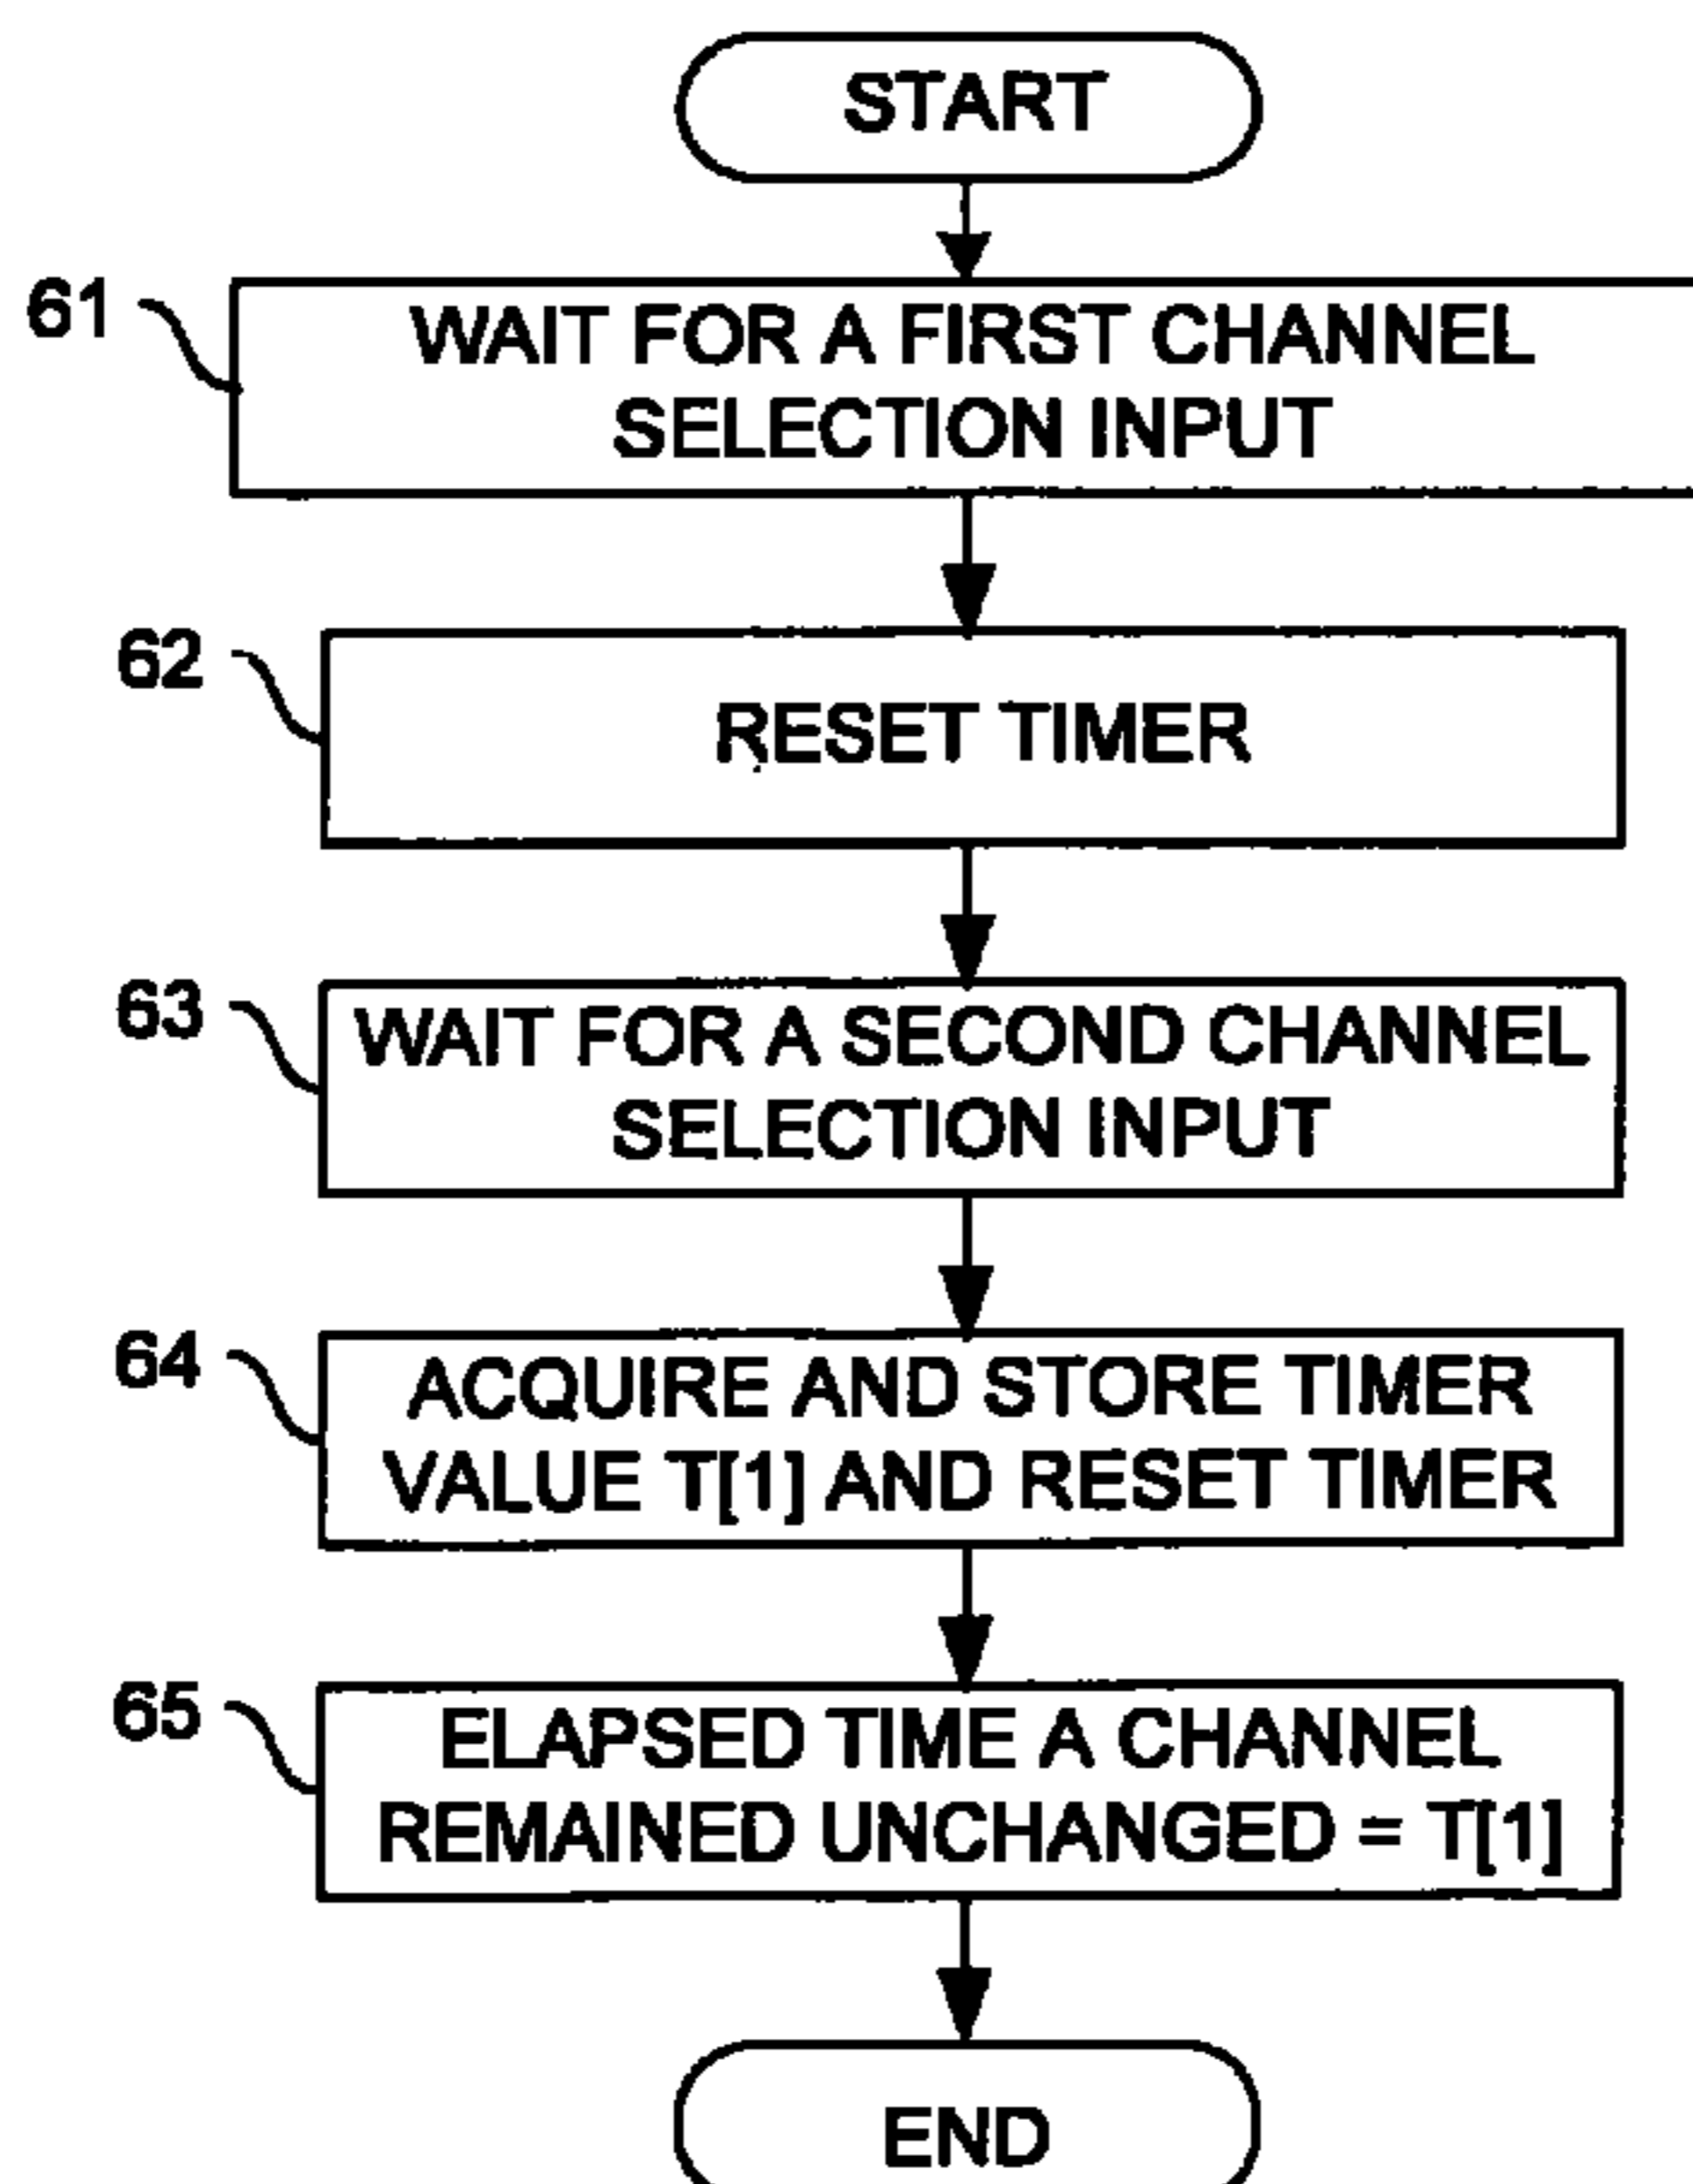 START
61
WAIT FOR A FIRST CHANNEL
SELECTION INPUT
62
RESET TIMER
63
WAIT FOR A SECOND CHANNEL
SELECTION INPUT
64
ACQUIRE AND STORE TIMER
VALUE T[1] AND RESET TIMER
65
ELAPSED TIME A CHANNEL
REMAINED UNCHANGED = T[1]
END